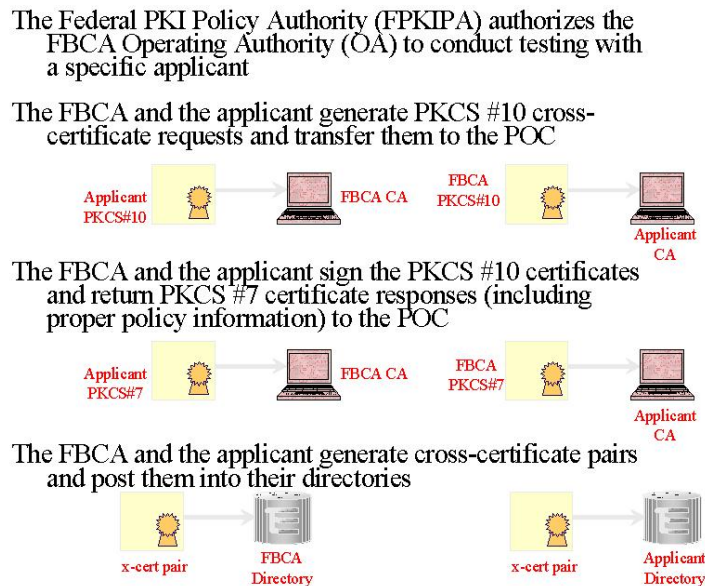 The Federal PKI Policy Authority (FPKIPA) authorizes the
FBCA Operating Authority (OA) to conduct testing with
a specific applicant
The FBCA and the applicant generate PKCS #10 cross-
certificate requests and transfer them to the POC
Applicant
PKCS#10
FBCA CA
FBCA
PKCS#10
Applicant
CA
The FBCA and the applicant sign the PKCS #10 certificates
and return PKCS #7 certificate responses (including
proper policy information) to the POC
Applicant
PKCS#7
FBCA CA
FBCA
PKCS#7
Applicant
CA
The FBCA and the applicant generate cross-certificate pairs
and post them into their directories
x-cert pair
FBCA
Directory
x-cert pair
Applicant
Directory